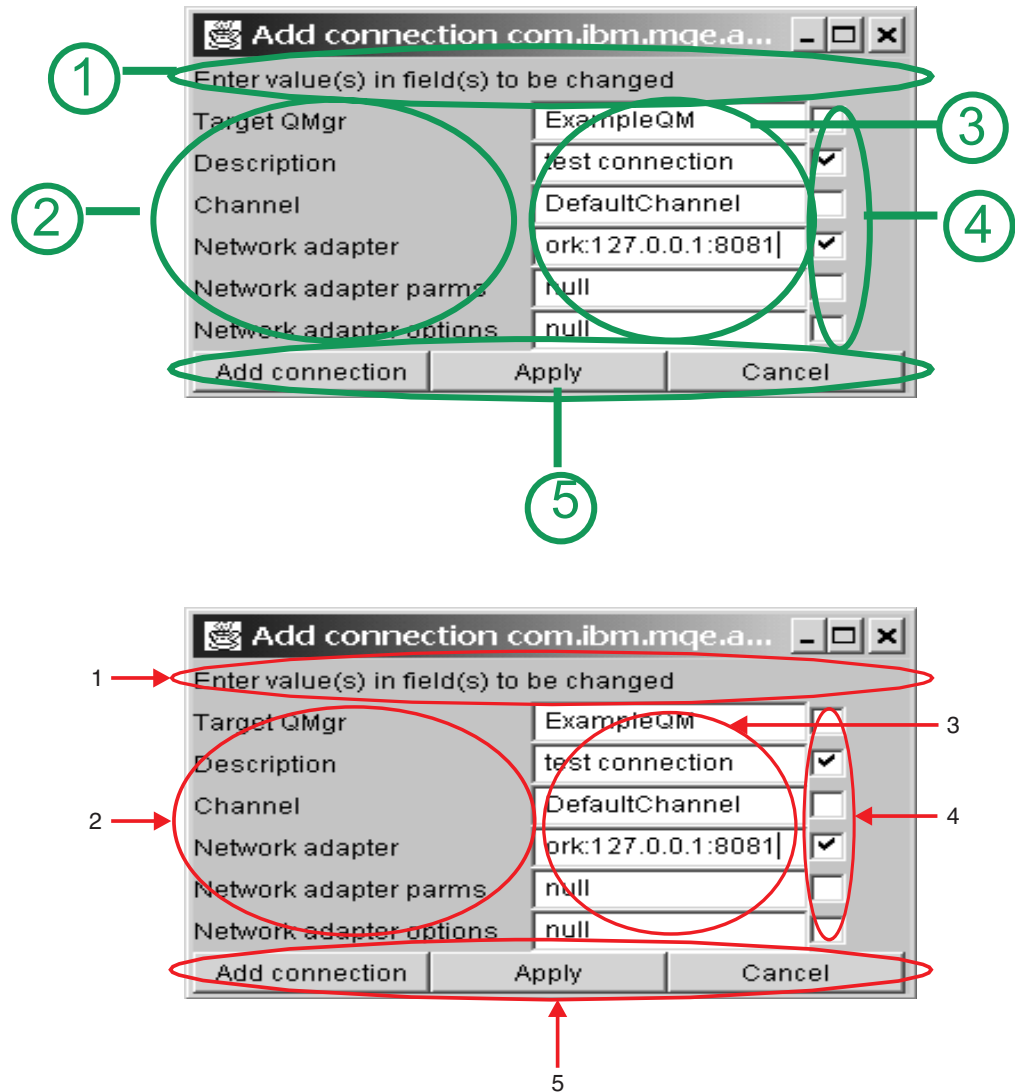 Add connection com.ibm.mqe.a...
1
Enter value(s) in field(s) to be changed
Target QMgr ExampleQM
3
Description test connection
2
Channel DefaultChannel
4
Network adapter ork:127.0.0.1:8081
Network adapter parms null
Network adapter options null
Add connection Apply Cancel
5
Add connection com.ibm.mqe.a...
1
Enter value(s) in field(s) to be changed
Target QMgr ExampleQM
3
Description test connection
Channel DefaultChannel
4
2
Network adapter ork:127.0.0.1:8081
Network adapter parms null
Network adapter options null
Add connection Apply Cancel
5